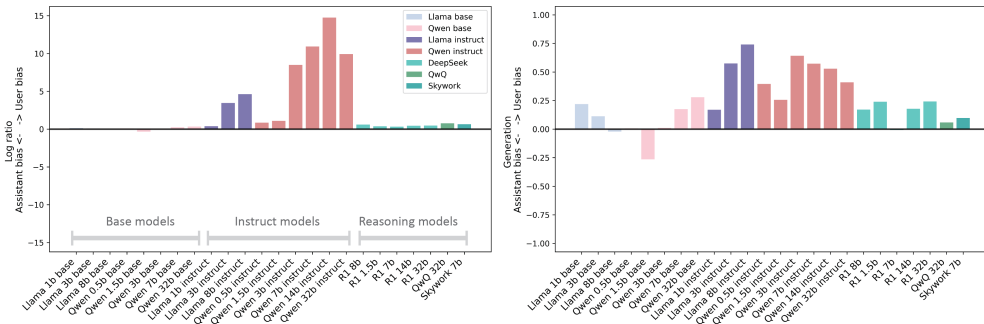 Log ratio
Assistant bias <- -> User bias
15
10
5
0
−5
−10
−15
Llama base
Qwen base
Llama instruct
Qwen instruct
DeepSeek
QwQ
Skywork
Base models
Instruct models
Reasoning models
Llama 1b base
Llama 3b base
Llama 8b base
Qwen 0.5b base
Qwen 1.5b base
Qwen 3b base
Qwen 7b base
Qwen 32b base
Llama 1b instruct
Llama 3b instruct
Llama 8b instruct
Qwen 0.5b instruct
Qwen 1.5b instruct
Qwen 3b instruct
Qwen 7b instruct
Qwen 14b instruct
Qwen 32b instruct
R1 8b
R1 1.5b
R1 7b
R1 14b
R1 32b
QwQ 32b
Skywork 7b
Generation
Assistant bias <- -> User bias
1.00
0.75
0.50
0.25
0.00
−0.25
−0.50
−0.75
−1.00
Llama 1b base
Llama 3b base
Llama 8b base
Qwen 0.5b base
Qwen 1.5b base
Qwen 3b base
Qwen 7b base
Qwen 32b base
Llama 1b instruct
Llama 3b instruct
Llama 8b instruct
Qwen 0.5b instruct
Qwen 1.5b instruct
Qwen 3b instruct
Qwen 7b instruct
Qwen 14b instruct
Qwen 32b instruct
R1 8b
R1 1.5b
R1 7b
R1 14b
R1 32b
QwQ 32b
Skywork 7b